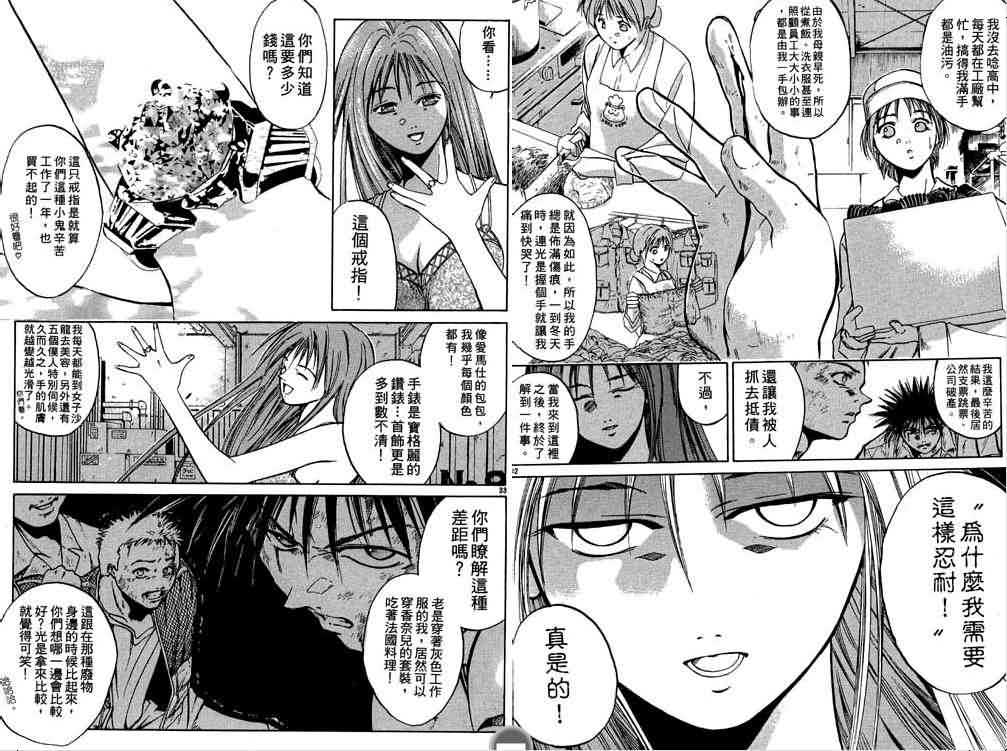 我沒去唸高中，
每天都在工廠幫
忙，搞得我滿手
都是油污。
由於我母親早死，所以
從煮飯。洗衣服甚至連
照顧員工大大小小的事
都是由我一手包辦。
就因為如此，所以我的手
總是佈滿傷痕，一到冬天
時，連光是握個手就讓我
痛到快哭了！
我這麼辛苦的
結果，最後居
然支票跳票，
公司破產。
還讓我被人
抓去抵債。
不過，
當我來到這裡
之後，終於了
解到一件事。
〝為什麼我需要
這樣忍耐！〞
真是的！
32
你看……
這個戒指！
你們知道
這要多少
錢嗎？
這只戒指是就算
你們這種小鬼辛苦
工作了一年，也
買不起的！
很好看吧♡
像愛馬仕的包包，
我幾乎每個顏色
都有！
手錶是寶格麗的
鑽錶…首飾更是
多到數不清！
我每天都能到女子沙
龍去美容，另外還有
五個僕人特別伺候，
久而久之，手的肌膚
就越變越光滑了。
你們看。
No.9
33
你們瞭解這種
差距嗎？
老是穿著灰色工作
服的我，居然可以
穿香奈兒的套裝，
吃著法國料理！
這跟在那種廢物
身邊的時候比起來，
你們想哪一邊會比較
好？光是拿來比較，
就覺得可笑！
哈哈哈。